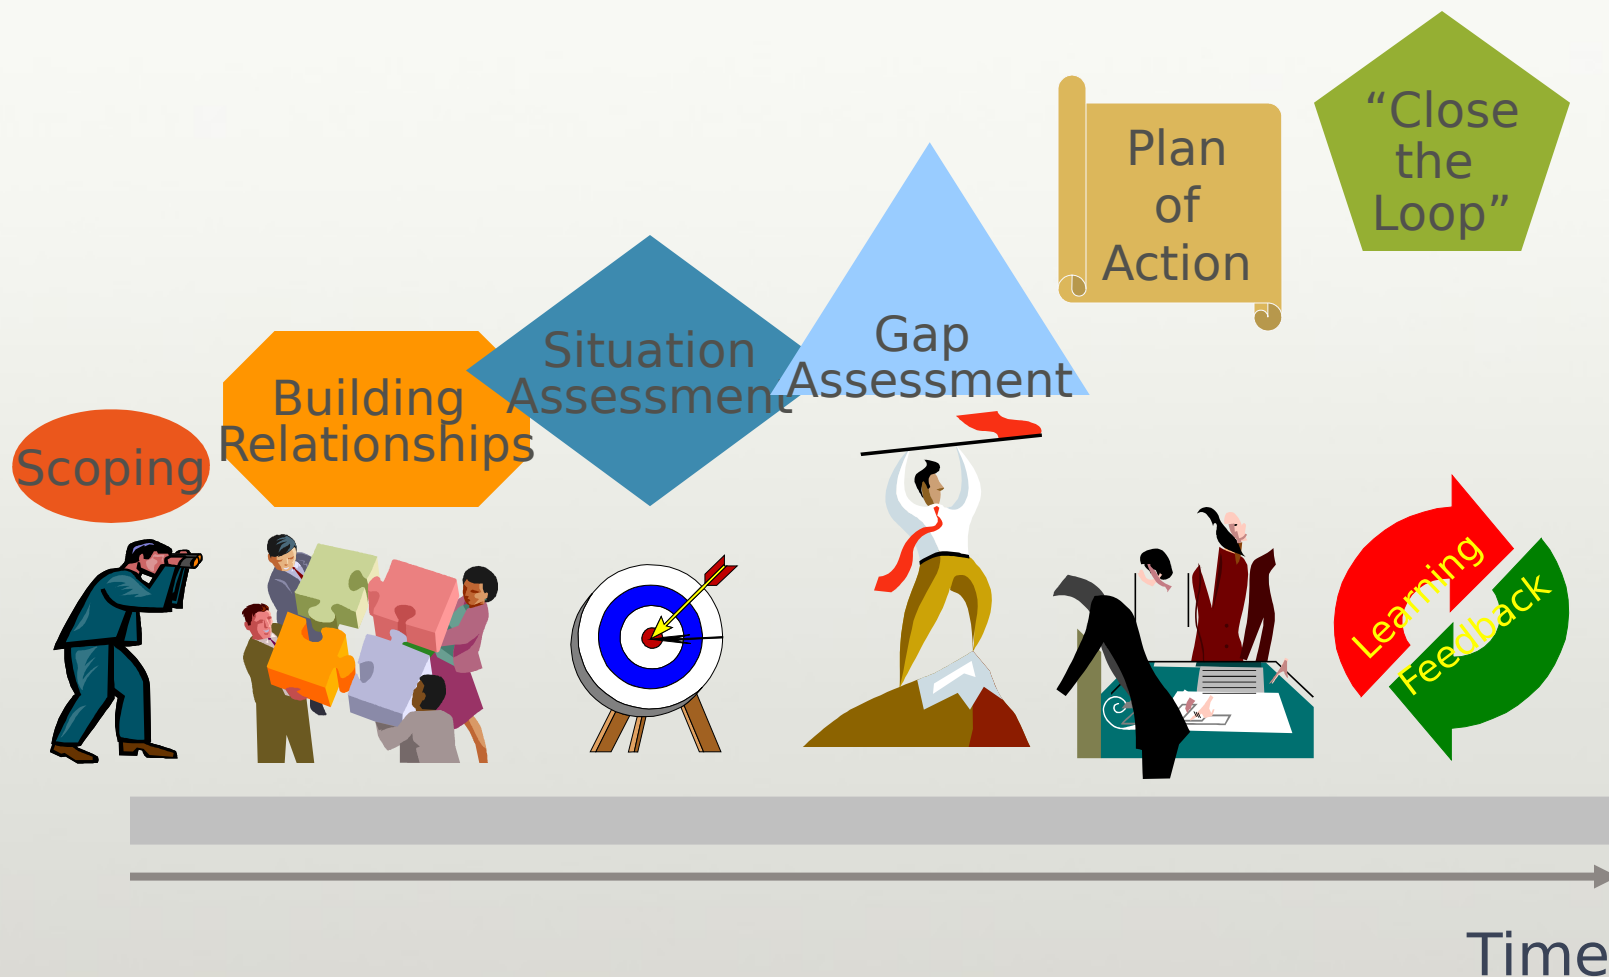 Scoping
Building
Relationships
Situation
Assessment
Gap
Assessment
Plan
of
Action
“Close
the
Loop”
Learning
Feedback
Time